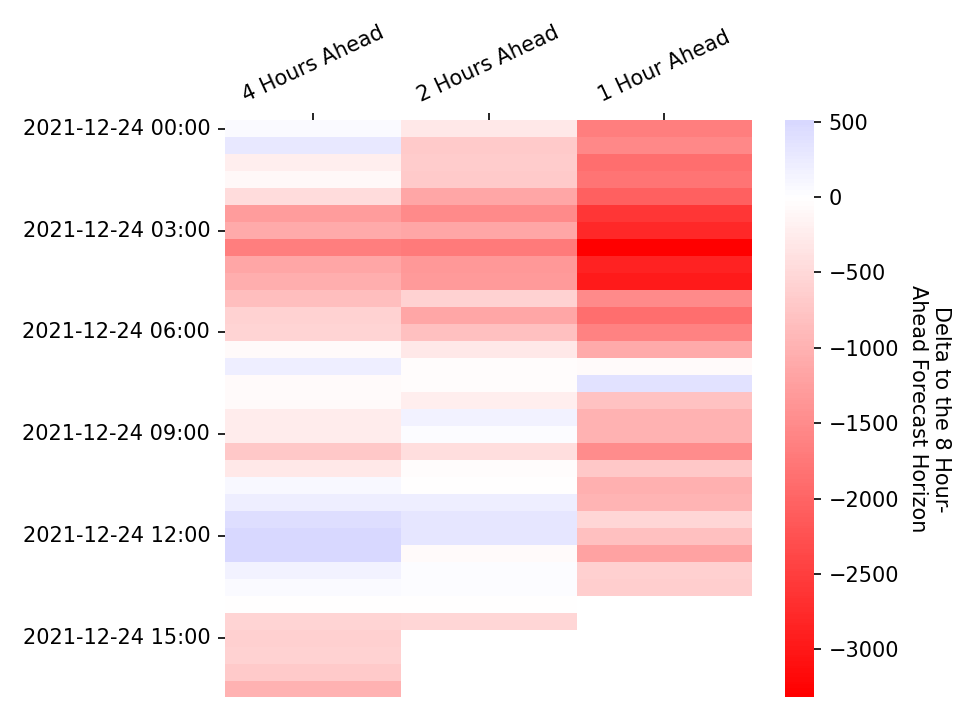 4 Hours Ahead
2 Hours Ahead
1 Hour Ahead
2021-12-24 00:00
2021-12-24 03:00
2021-12-24 06:00
2021-12-24 09:00
2021-12-24 12:00
2021-12-24 15:00
500
0
−500
−1000
−1500
−2000
−2500
−3000
Delta to the 8 Hour-
Ahead Forecast Horizon